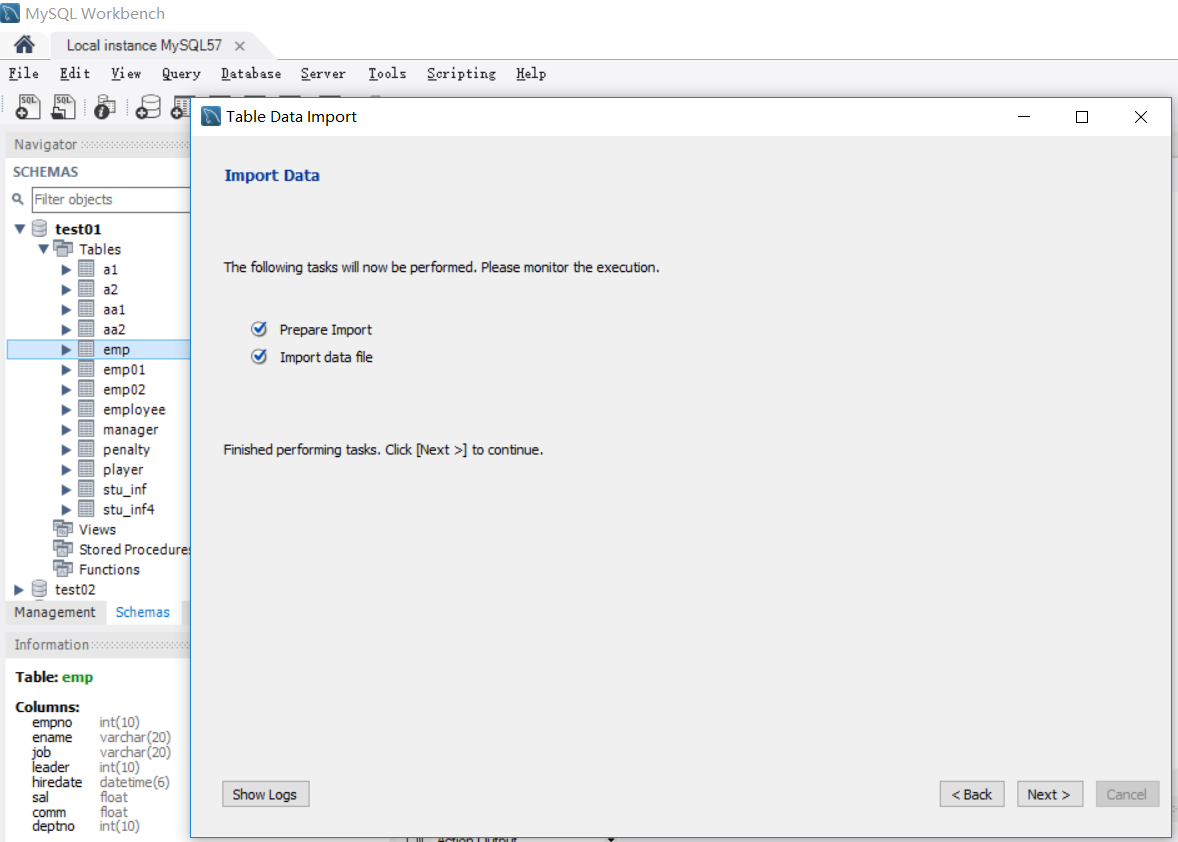 MySQL Workbench
Local instance MySQL57
File Edit View Query Database Server Tools Scripting Help
SQL SQL
Navigator
SCHEMAS
Filter objects
test01
Tables
a1
a2
aa1
aa2
emp
emp01
emp02
employee
manager
penalty
player
stu_inf
stu_inf4
Views
Stored Procedures
Functions
test02
Management Schemas
Information
Table: emp
Columns:
empno int(10)
ename varchar(20)
job varchar(20)
leader int(10)
hiredate datetime(6)
sal float
comm float
deptno int(10)
Table Data Import
Import Data
The following tasks will now be performed. Please monitor the execution.
Prepare Import
Import data file
Finished performing tasks. Click [Next >] to continue.
Show Logs < Back Next > Cancel
Action Output